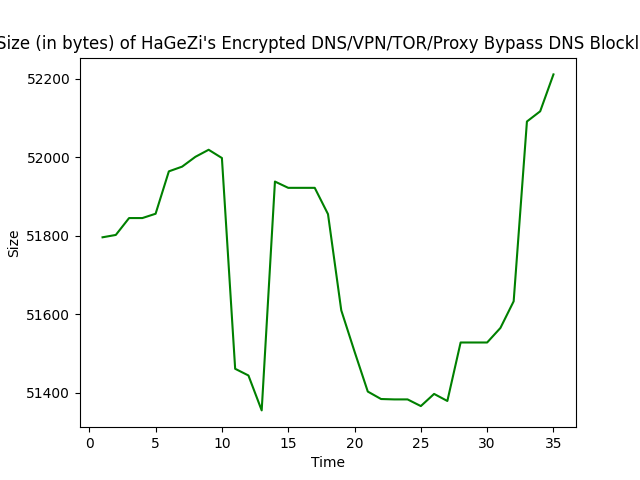 Size (in bytes) of HaGeZi's Encrypted DNS/VPN/TOR/Proxy Bypass DNS Blockl
52200
52000
51800
51600
51400
Size
0 5 10 15 20 25 30 35
Time